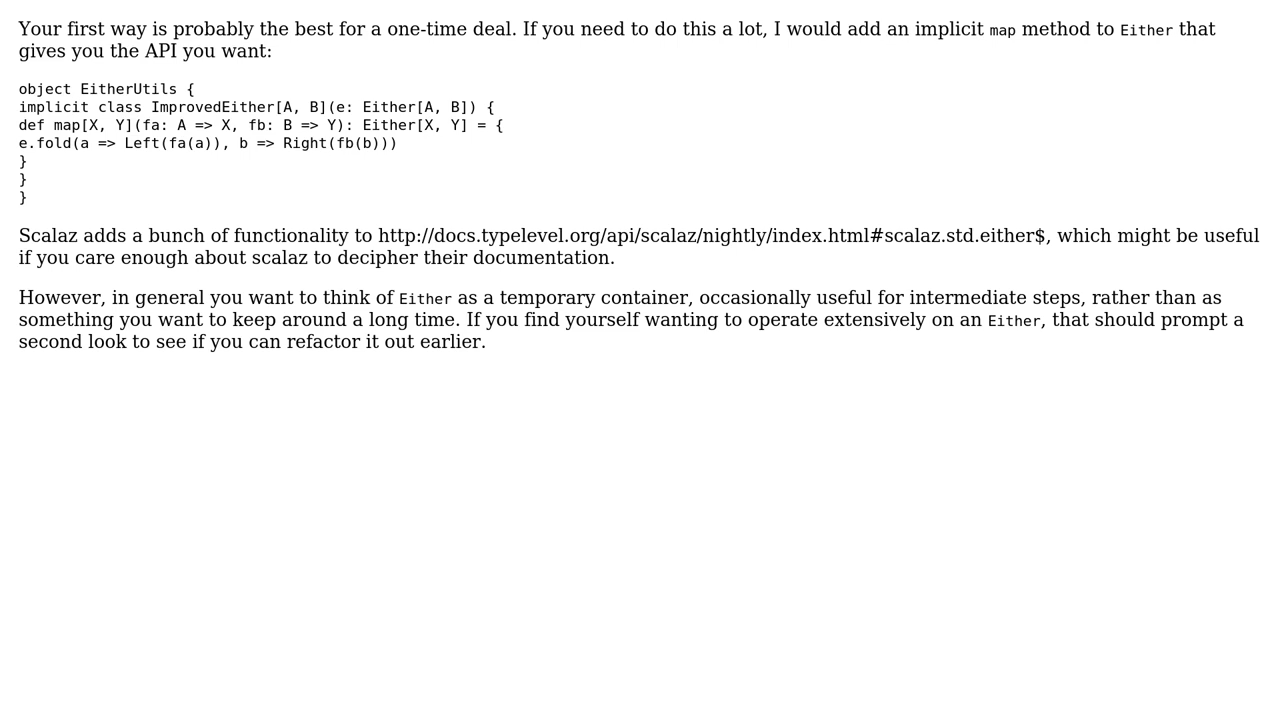 Your first way is probably the best for a one-time deal. If you need to do this a lot, I would add an implicit map method to Either that
gives you the API you want:
object EitherUtils {
implicit class ImprovedEither[A, B](e: Either[A, B]) {
def map[X, Y](fa: A => X, fb: B => Y): Either[X, Y] = {
e.fold(a => Left(fa(a)), b => Right(fb(b)))
}
}
}
Scalaz adds a bunch of functionality to http://docs.typelevel.org/api/scalaz/nightly/index.html#scalaz.std.either$, which might be useful
if you care enough about scalaz to decipher their documentation.
However, in general you want to think of Either as a temporary container, occasionally useful for intermediate steps, rather than as
something you want to keep around a long time. If you find yourself wanting to operate extensively on an Either, that should prompt a
second look to see if you can refactor it out earlier.